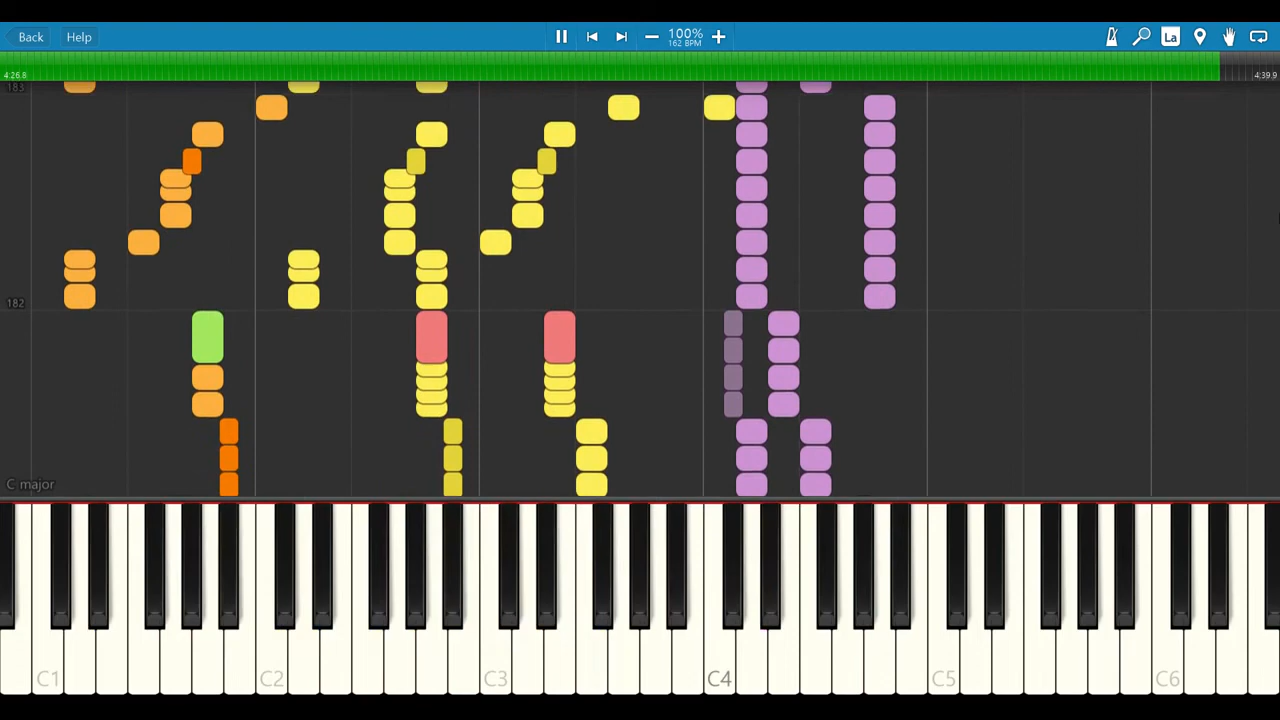 Back Help 100% La
162 BPM
4:26.8 4:39.9
183
182
C major
C1 C2 C3 C4 C5 C6